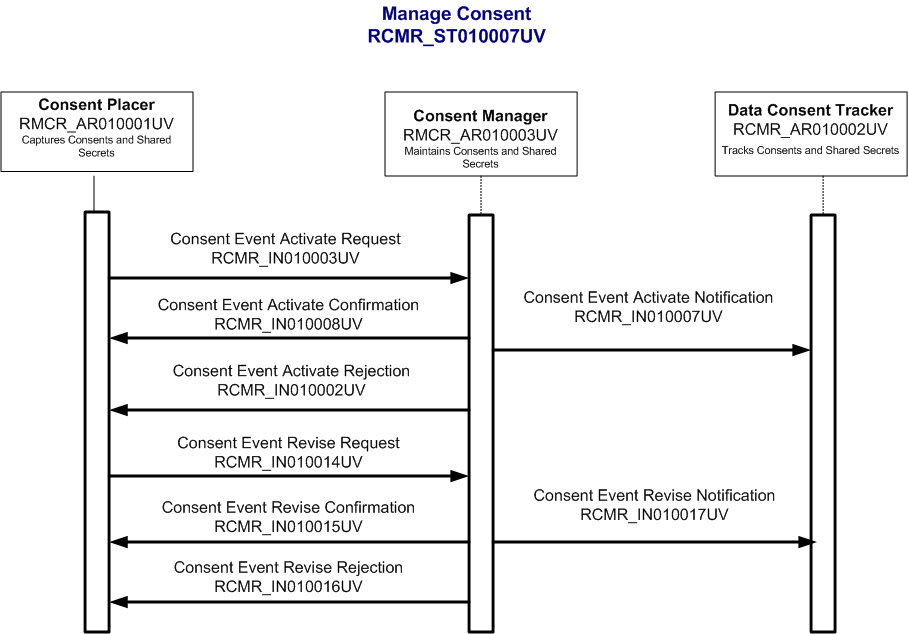 Manage Consent
RCMR_ST010007UV
Consent Placer
RMCR_AR010001UV
Captures Consents and Shared
Secrets
Consent Manager
RMCR_AR010003UV
Maintains Consents and Shared
Secrets
Data Consent Tracker
RCMR_AR010002UV
Tracks Consents and Shared Secrets
Consent Event Activate Request
RCMR_IN010003UV
Consent Event Activate Confirmation
RCMR_IN010008UV
Consent Event Activate Notification
RCMR_IN010007UV
Consent Event Activate Rejection
RCMR_IN010002UV
Consent Event Revise Request
RCMR_IN010014UV
Consent Event Revise Confirmation
RCMR_IN010015UV
Consent Event Revise Notification
RCMR_IN010017UV
Consent Event Revise Rejection
RCMR_IN010016UV